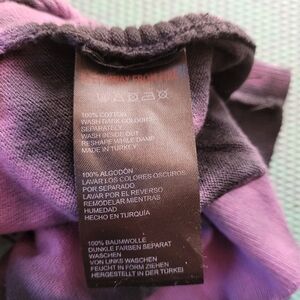 100% COTTON
WASH DARK COLOURS
SEPARATELY.
WASH INSIDE OUT
RESHAPE WHILE DAMP
MADE IN TURKEY
100% ALGODÓN
LAVAR LOS COLORES OSCUROS
POR SEPARADO
LAVAR POR EL REVERSO
REMODELAR MIENTRAS
HUMEDAD
HECHO EN TURQUÍA
100% BAUMWOLLE
DUNKLE FARBEN SEPARAT
WASCHEN
VON LINKS WASCHEN
FEUCHT IN FORM ZIEHEN
HERGESTELLT IN DER TÜRKEI